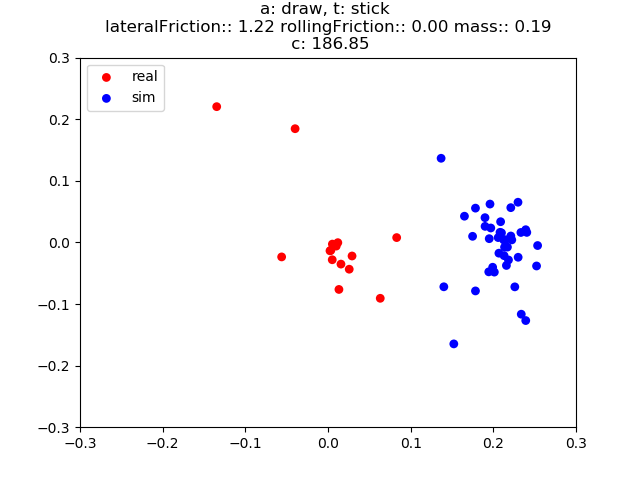 a: draw, t: stick
lateralFriction:: 1.22 rollingFriction:: 0.00 mass:: 0.19
c: 186.85
real
sim
0.3
0.2
0.1
0.0
−0.1
−0.2
−0.3
−0.3
−0.2
−0.1
0.0
0.1
0.2
0.3